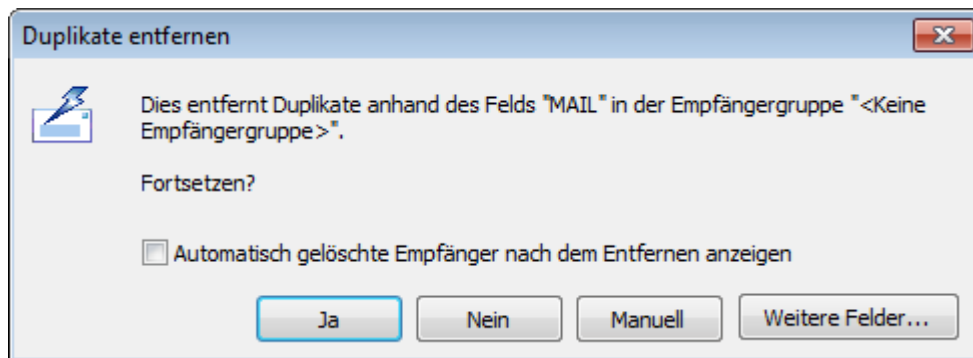 Duplikate entfernen
Dies entfernt Duplikate anhand des Felds "MAIL" in der Empfängergruppe "<Keine
Empfängergruppe>".
Fortsetzen?
Automatisch gelöschte Empfänger nach dem Entfernen anzeigen
Ja Nein Manuell Weitere Felder...